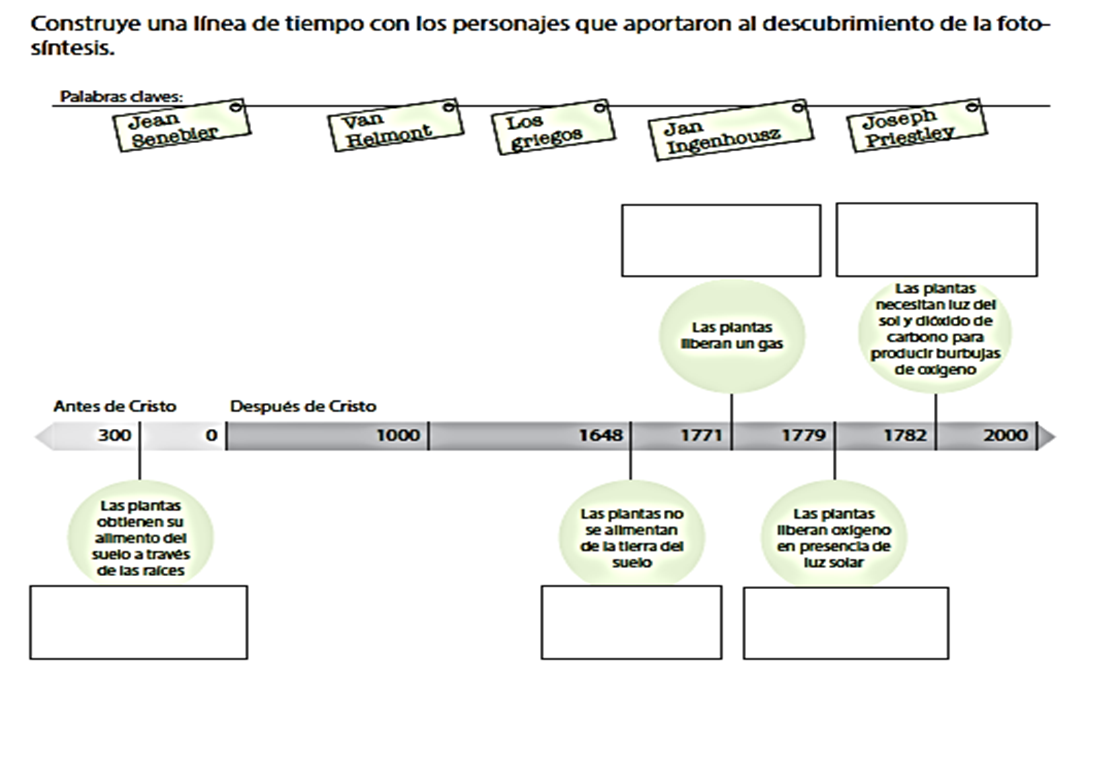 Construye una línea de tiempo con los personajes que aportaron al descubrimiento de la foto-
síntesis.
Palabras claves:
Jean
Senebier
Van
Helmont
Los
griegos
Jan
Ingenhousz
Joseph
Priestley
Las plantas
liberan un gas
Las plantas
necesitan luz del
sol y dióxido de
carbono para
producir burbujas
de oxígeno
Antes de Cristo
Después de Cristo
300
0
1000
1648
1771
1779
1782
2000
Las plantas
obtienen su
alimento del
suelo a través
de las raíces
Las plantas no
se alimentan
de la tierra del
suelo
Las plantas
liberan oxígeno
en presencia de
luz solar